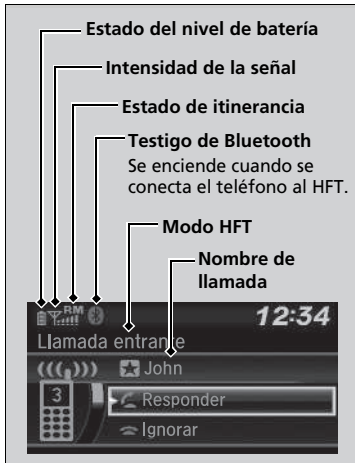 Estado del nivel de batería
Intensidad de la señal
Estado de itinerancia
Testigo de Bluetooth
Se enciende cuando se
conecta el teléfono al HFT.
Modo HFT
Nombre de
llamada
RM
12:34
Llamada entrante
John
3
Responder
Ignorar